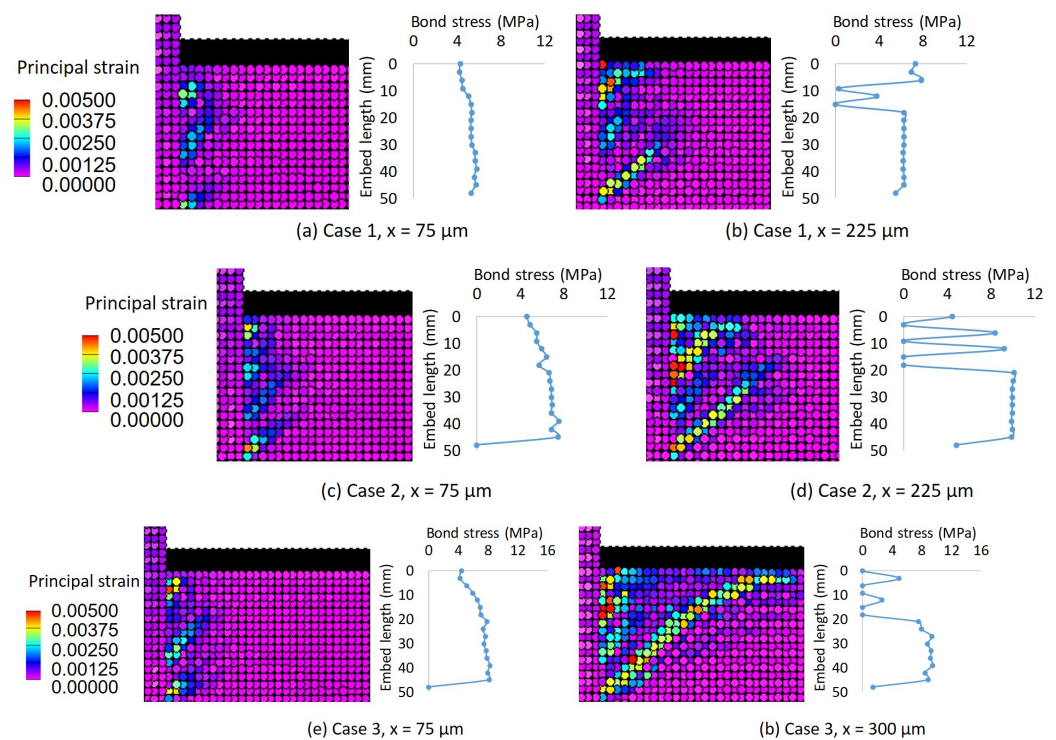 Principal strain
0.00500
0.00375
0.00250
0.00125
0.00000
Bond stress (MPa)
0 4 8 12
Embed length (mm)
0
10
20
30
40
50
(a) Case 1, x = 75 µm
Bond stress (MPa)
0 4 8 12
Embed length (mm)
0
10
20
30
40
50
(b) Case 1, x = 225 µm
Principal strain
0.00500
0.00375
0.00250
0.00125
0.00000
Bond stress (MPa)
0 4 8 12
Embed length (mm)
0
10
20
30
40
50
(c) Case 2, x = 75 µm
Bond stress (MPa)
0 4 8 12
Embed length (mm)
0
10
20
30
40
50
(d) Case 2, x = 225 µm
Principal strain
0.00500
0.00375
0.00250
0.00125
0.00000
Bond stress (MPa)
0 4 8 12 16
Embed length (mm)
0
10
20
30
40
50
(e) Case 3, x = 75 µm
Bond stress (MPa)
0 4 8 12 16
Embed length (mm)
0
10
20
30
40
50
(b) Case 3, x = 300 µm